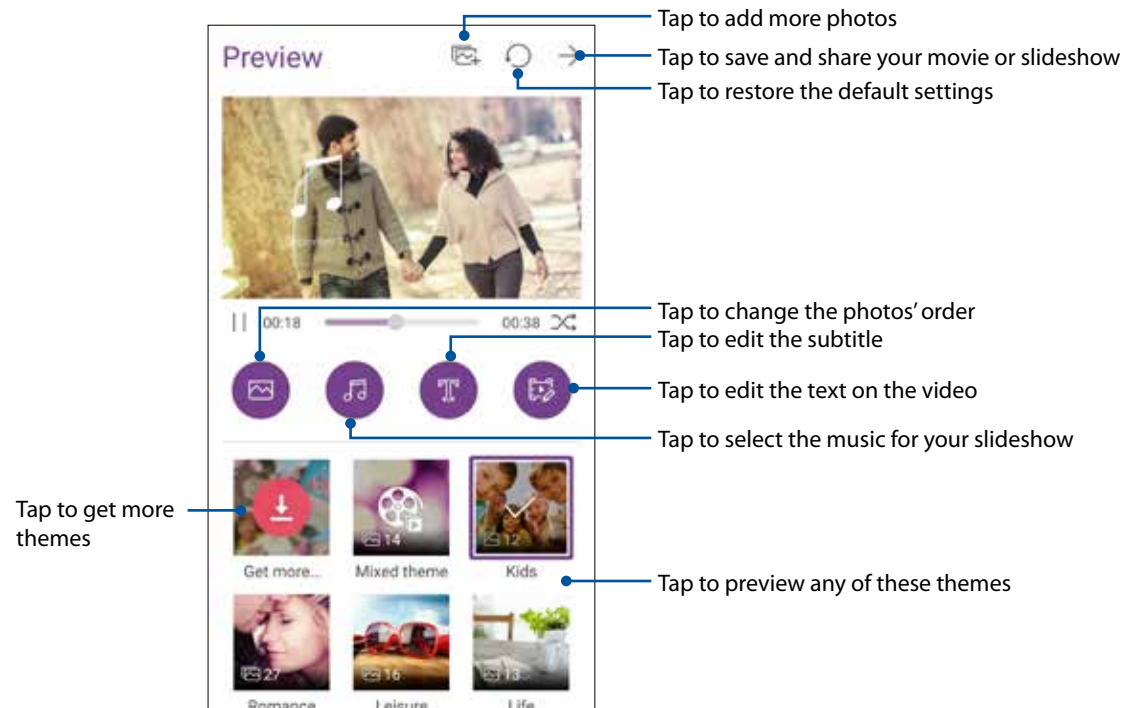 Tap to add more photos
Preview
Tap to save and share your movie or slideshow
Tap to restore the default settings
00:18
00:38
Tap to change the photos' order
Tap to edit the subtitle
Tap to edit the text on the video
Tap to select the music for your slideshow
Tap to get more
themes
14
12
Get more...
Mixed theme
Kids
Tap to preview any of these themes
27
16
13
Romance
Leisure
Life